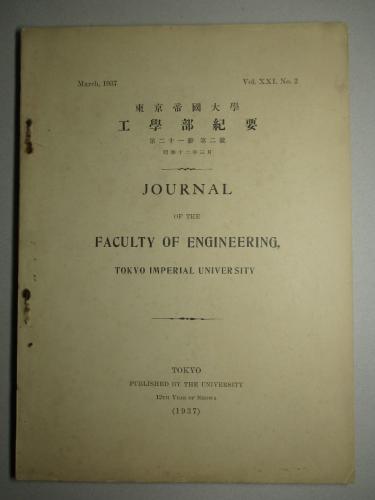 March, 1937
Vol. XXI. No. 2
東京帝國大學
工學部紀要
第二十一冊 第二號
昭和十二年三月
JOURNAL
OF THE
FACULTY OF ENGINEERING,
TOKYO IMPERIAL UNIVERSITY
TOKYO
PUBLISHED BY THE UNIVERSITY
12TH YEAR OF SHOWA
(1937)